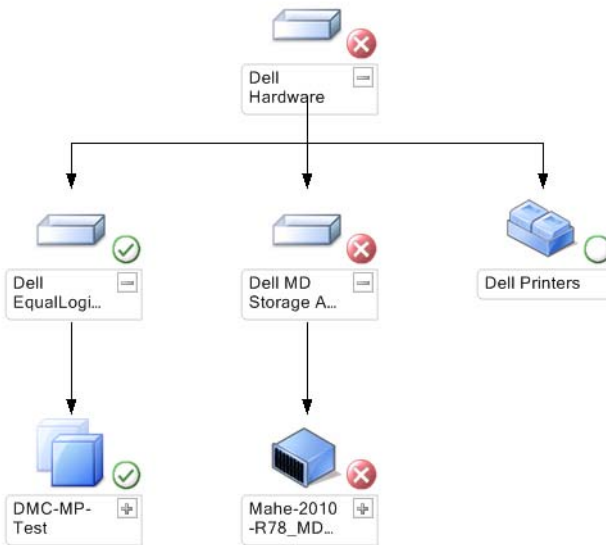 Dell
Hardware
Dell
EqualLogi...
Dell MD
Storage A...
Dell Printers
DMC-MP-
Test
Mahe-2010
-R78_MD...